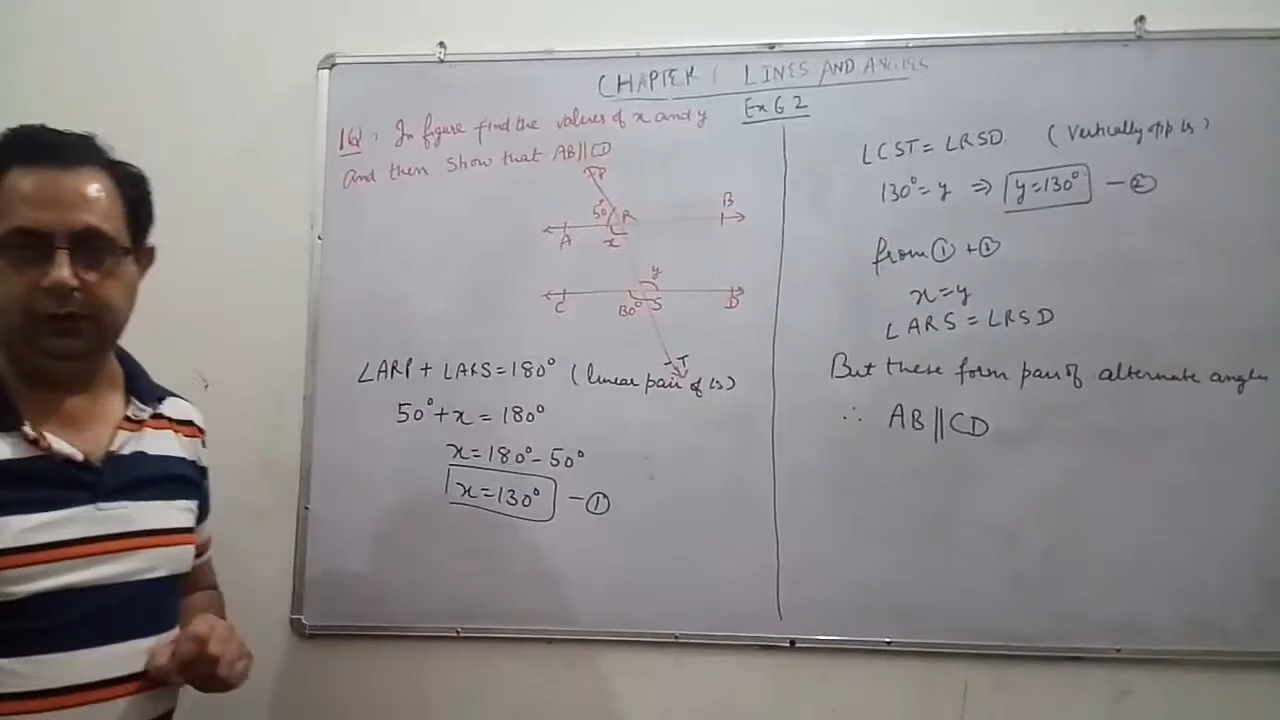 CHAPTER 1 LINES AND ANGLES
Ex 6 2
1Q. In figure find the values of x and y
and then show that AB||CD
P
50°
R
B
A
x
y
C
130°
S
D
T
∠ARP + ∠ARS = 180° (linear pair of ∠s)
50° + x = 180°
x = 180° - 50°
x = 130° - ①
∠CST = ∠RSD (Vertically opp ∠s)
130° = y ⇒ y = 130° - ②
from ① + ②
x = y
∠ARS = ∠RSD
But these form pair of alternate angles
∴ AB||CD